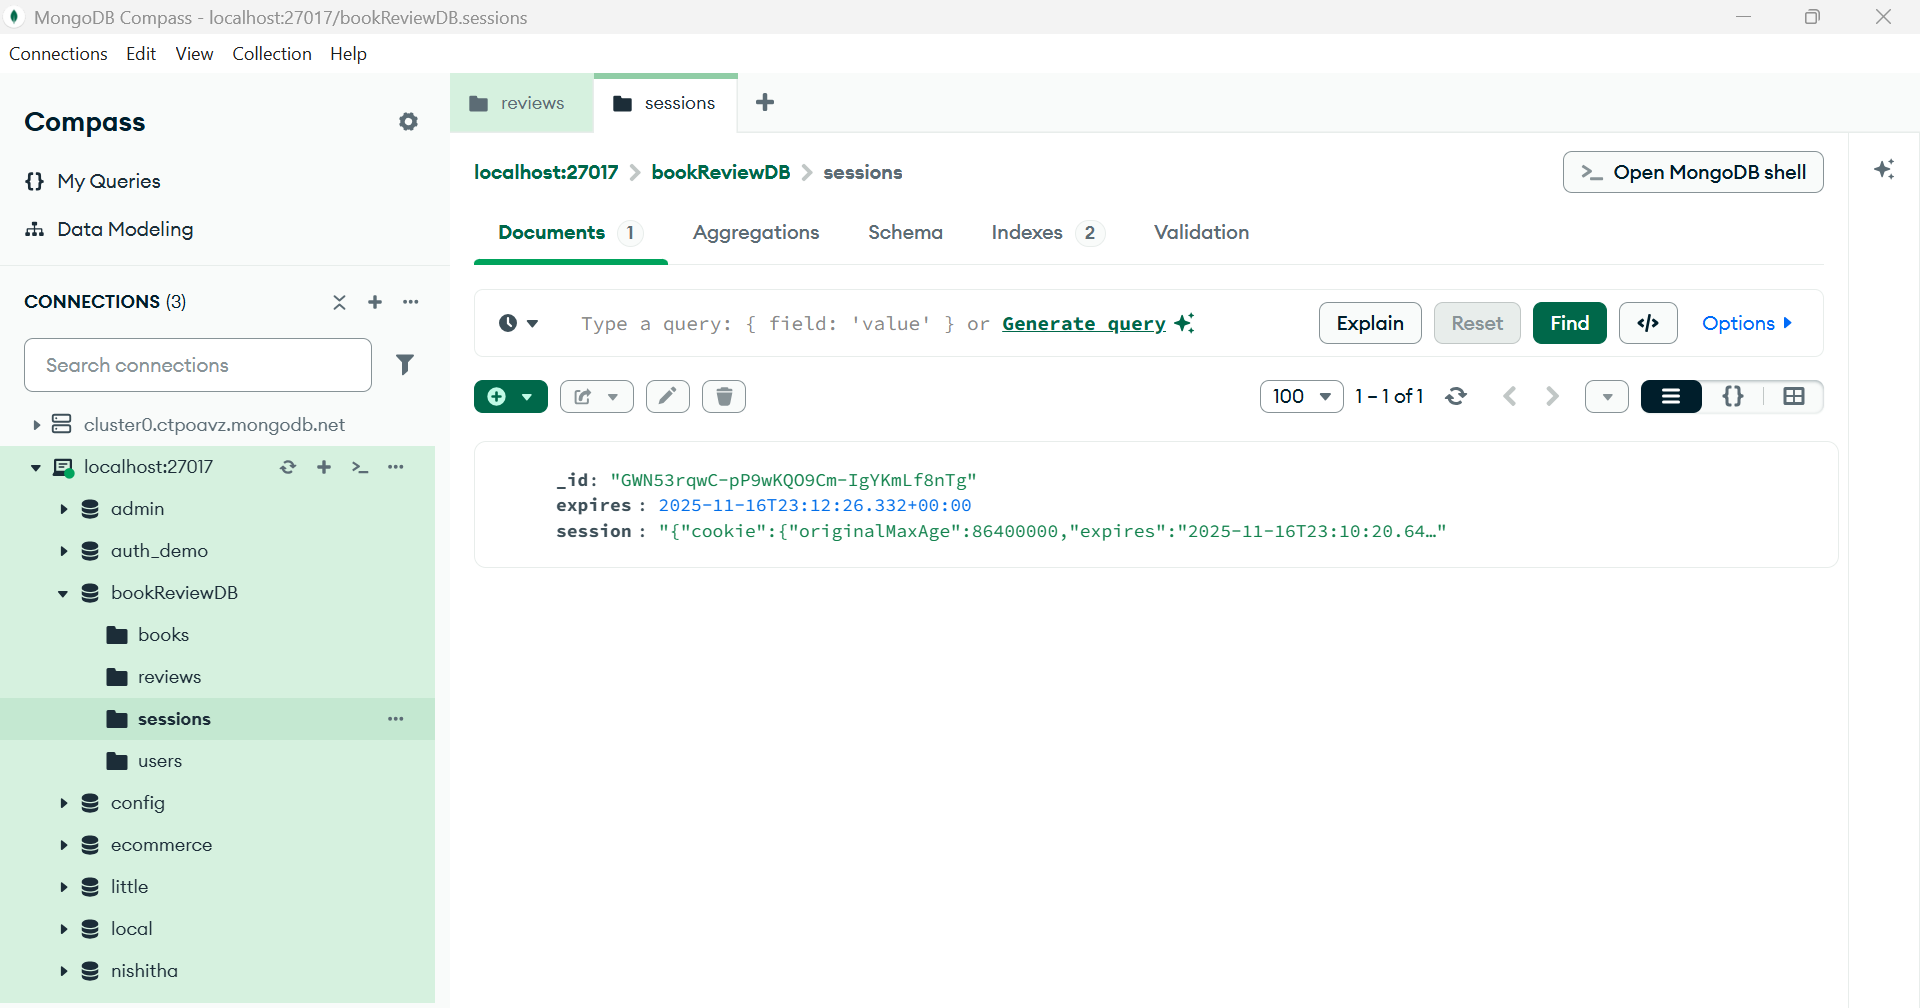 MongoDB Compass - localhost:27017/bookReviewDB.sessions
Connections Edit View Collection Help
Compass
My Queries
Data Modeling
CONNECTIONS (3)
Search connections
cluster0.ctpoavz.mongodb.net
localhost:27017
admin
auth_demo
bookReviewDB
books
reviews
sessions
users
config
ecommerce
little
local
nishitha
reviews
sessions
localhost:27017 > bookReviewDB > sessions
>_ Open MongoDB shell
Documents 1 Aggregations Schema Indexes 2 Validation
Type a query: { field: 'value' } or Generate query
Explain Reset Find </> Options
100 1 – 1 of 1
_id: "GWN53rqwC-pP9wKQO9Cm-IgYKmLf8nTg"
expires : 2025-11-16T23:12:26.332+00:00
session : "{"cookie":{"originalMaxAge":86400000,"expires":"2025-11-16T23:10:20.64…"